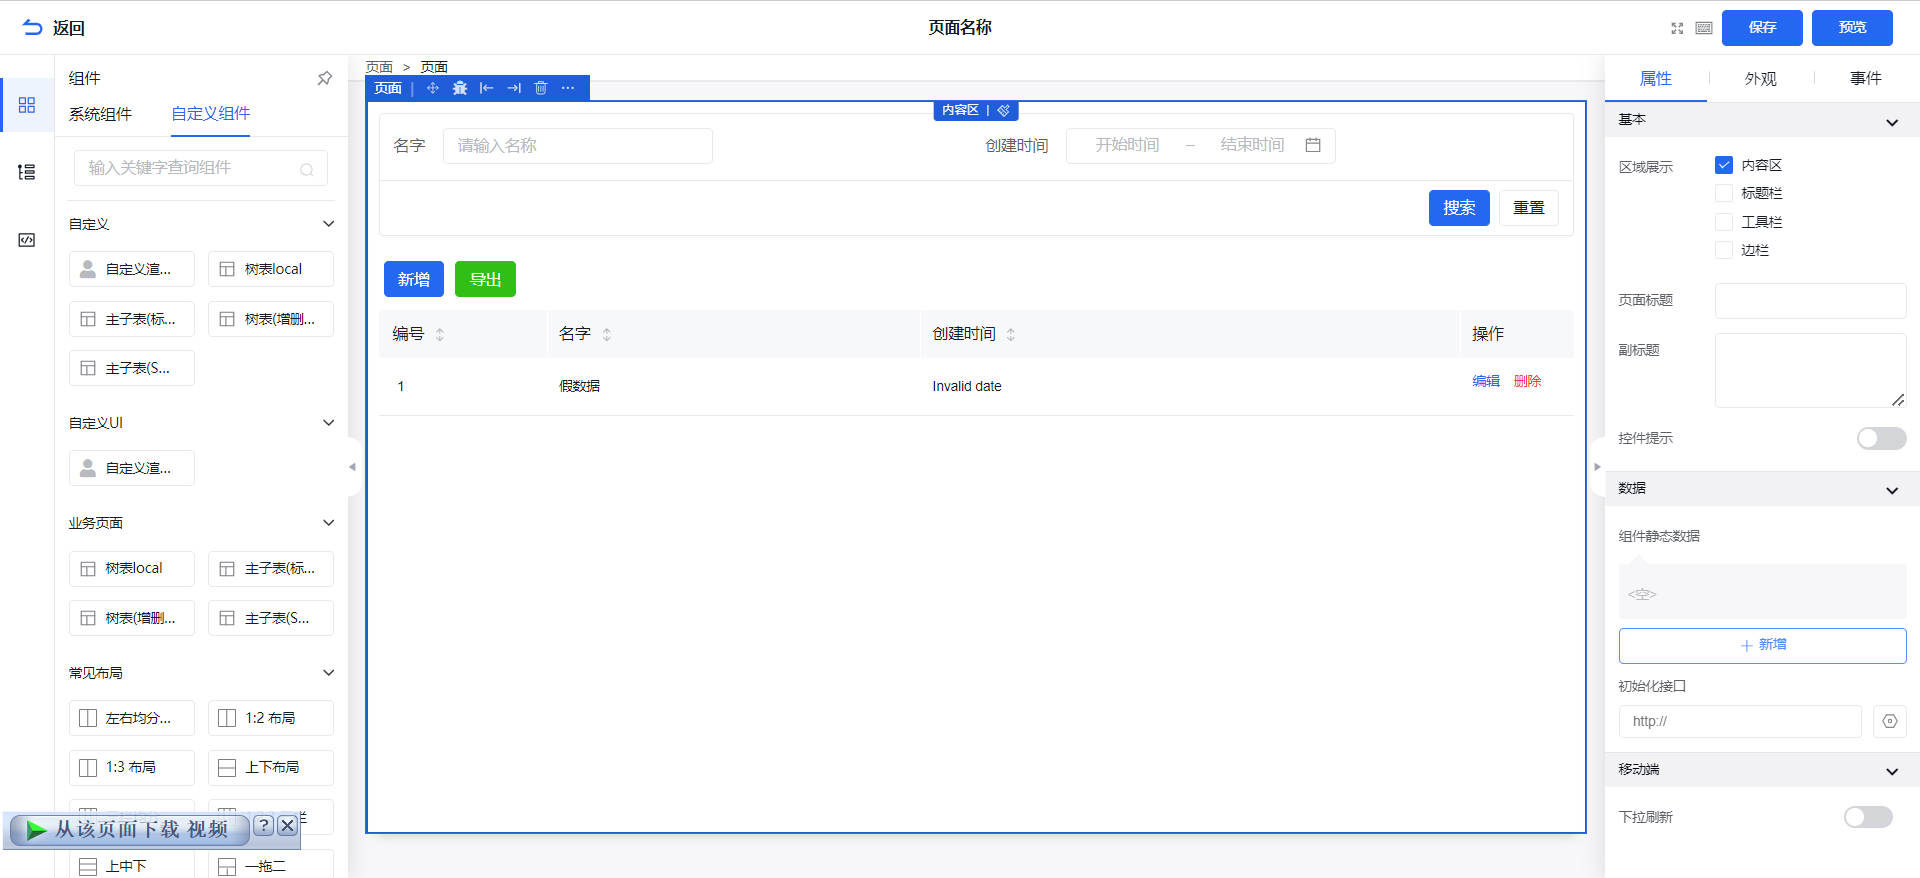 返回
页面名称
保存
预览
组件
系统组件
自定义组件
输入关键字查询组件
自定义
自定义渲...
树表local
主子表(标...
树表(增删...
主子表(S...
自定义UI
自定义渲...
业务页面
树表local
主子表(标...
树表(增删...
主子表(S...
常见布局
左右均分...
1:2 布局
1:3 布局
上下布局
从该页面下载 视频
?
上中下
一拖二
页面 > 页面
页面
内容区
名字
请输入名称
创建时间
开始时间
–
结束时间
搜索
重置
新增
导出
编号
名字
创建时间
操作
1
假数据
Invalid date
编辑
删除
属性
外观
事件
基本
区域展示
内容区
标题栏
工具栏
边栏
页面标题
副标题
控件提示
数据
组件静态数据
<空>
+ 新增
初始化接口
http://
移动端
下拉刷新